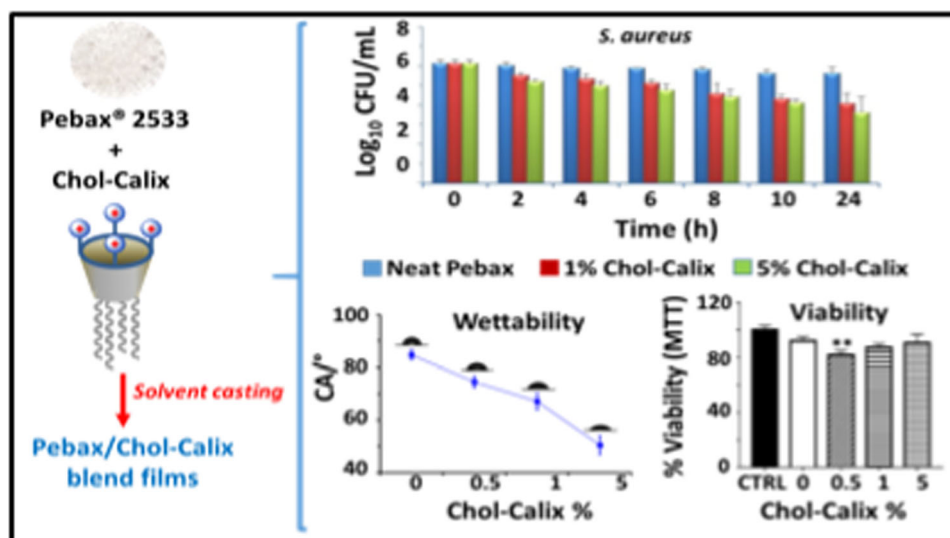 Pebax® 2533
+
Chol-Calix
Solvent casting
Pebax/Chol-Calix
blend films
S. aureus
Log10 CFU/mL
8
6
4
2
0
0 2 4 6 8 10 24
Time (h)
Neat Pebax 1% Chol-Calix 5% Chol-Calix
Wettability
CA/°
100
80
60
40
0 0.5 1 5
Chol-Calix %
Viability
% Viability (MTT)
120
80
40
0
**
CTRL 0 0.5 1 5
Chol-Calix %